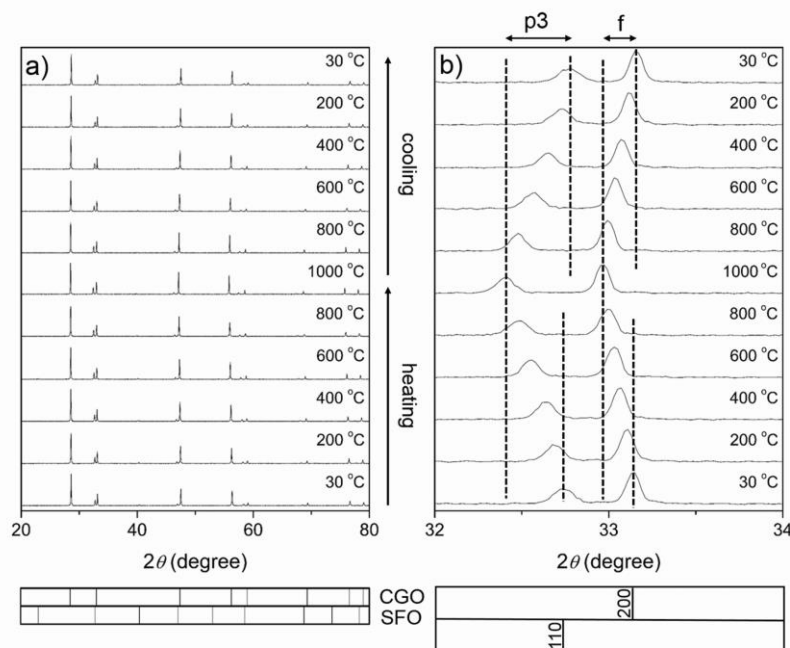 a)
30 °C
200 °C
400 °C
600 °C
800 °C
1000 °C
800 °C
600 °C
400 °C
200 °C
30 °C
20 40 60 80
2θ (degree)
cooling
heating
CGO
SFO
p3 f
b)
30 °C
200 °C
400 °C
600 °C
800 °C
1000 °C
800 °C
600 °C
400 °C
200 °C
30 °C
32 33 34
2θ (degree)
200
110